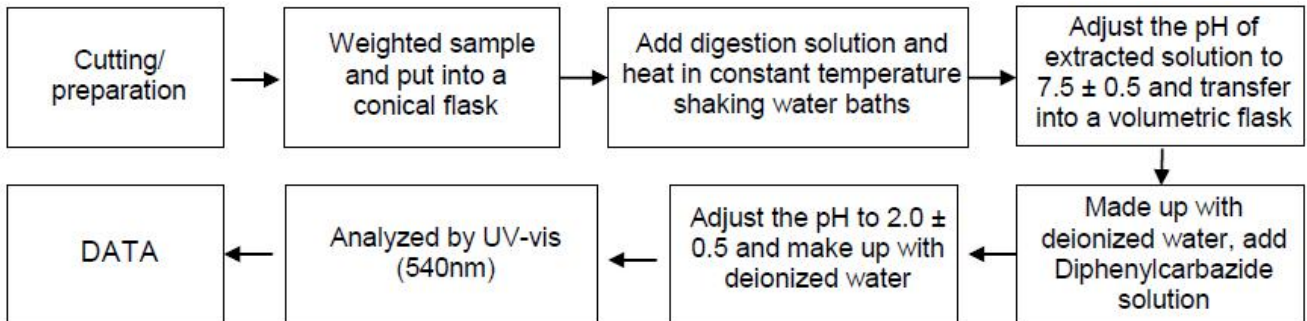 Cutting/
preparation
Weighted sample
and put into a
conical flask
Add digestion solution and
heat in constant temperature
shaking water baths
Adjust the pH of
extracted solution to
7.5 ± 0.5 and transfer
into a volumetric flask
Made up with
deionized water, add
Diphenylcarbazide
solution
Adjust the pH to 2.0 ±
0.5 and make up with
deionized water
Analyzed by UV-vis
(540nm)
DATA